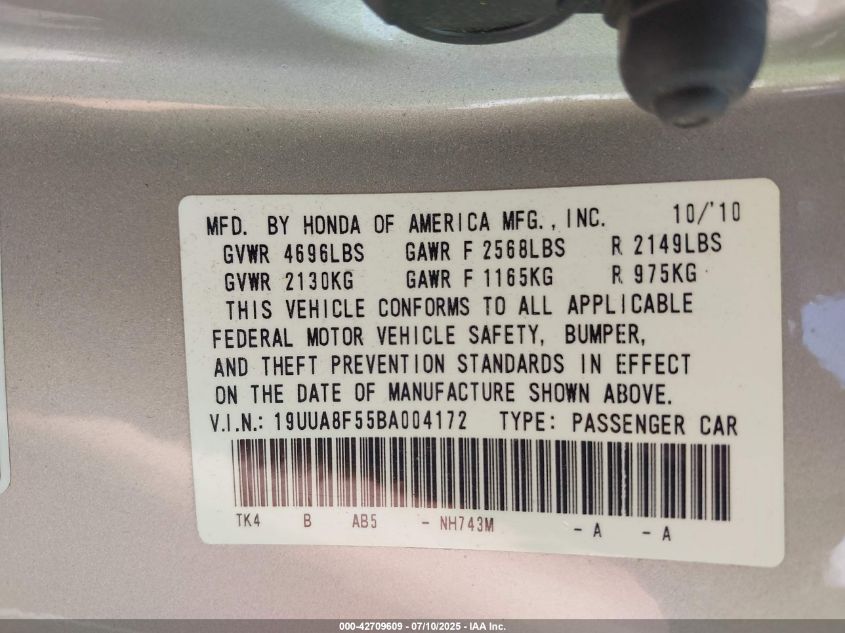 MFD. BY HONDA OF AMERICA MFG., INC. 10/'10
GVWR 4696LBS GAWR F 2568LBS R 2149LBS
GVWR 2130KG GAWR F 1165KG R 975KG
THIS VEHICLE CONFORMS TO ALL APPLICABLE
FEDERAL MOTOR VEHICLE SAFETY, BUMPER,
AND THEFT PREVENTION STANDARDS IN EFFECT
ON THE DATE OF MANUFACTURE SHOWN ABOVE.
V.I.N.: 19UUA8F55BA004172 TYPE: PASSENGER CAR
TK4 B AB5 - NH743M - A - A
000-42709609 - 07/10/2025 - IAA Inc.